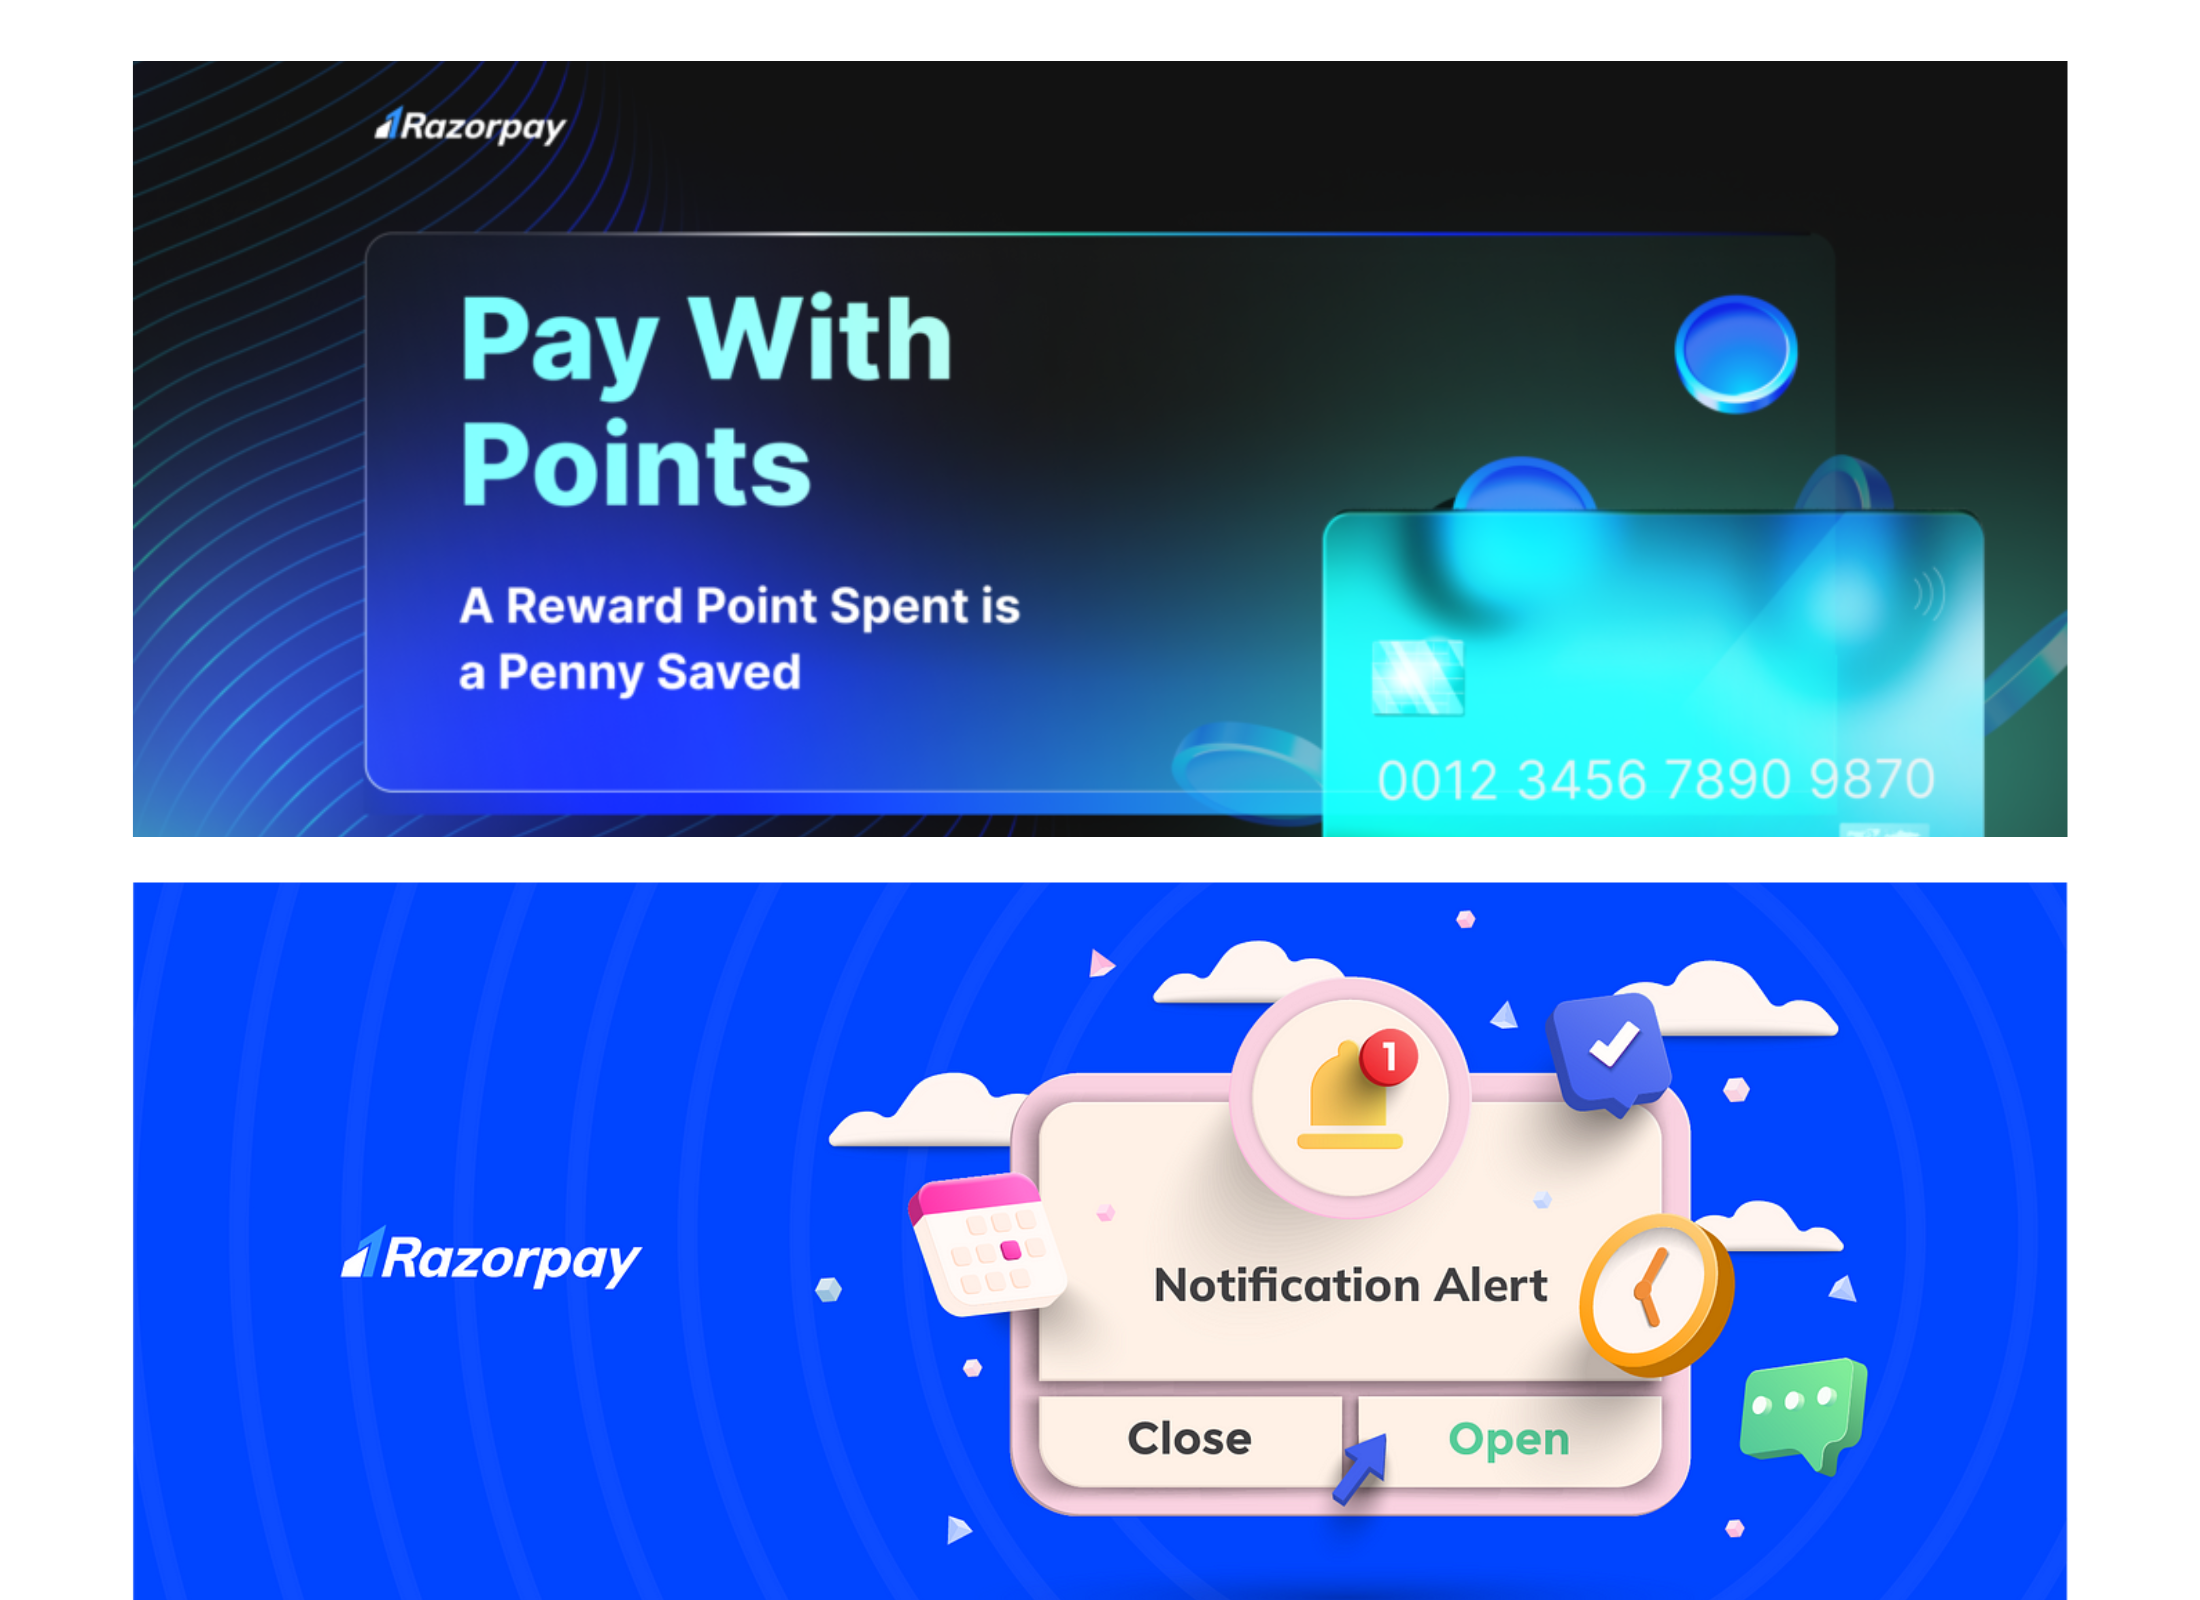 Razorpay
Pay With
Points
A Reward Point Spent is
a Penny Saved
0012 3456 7890 9870
1
Razorpay
Notification Alert
Close
Open